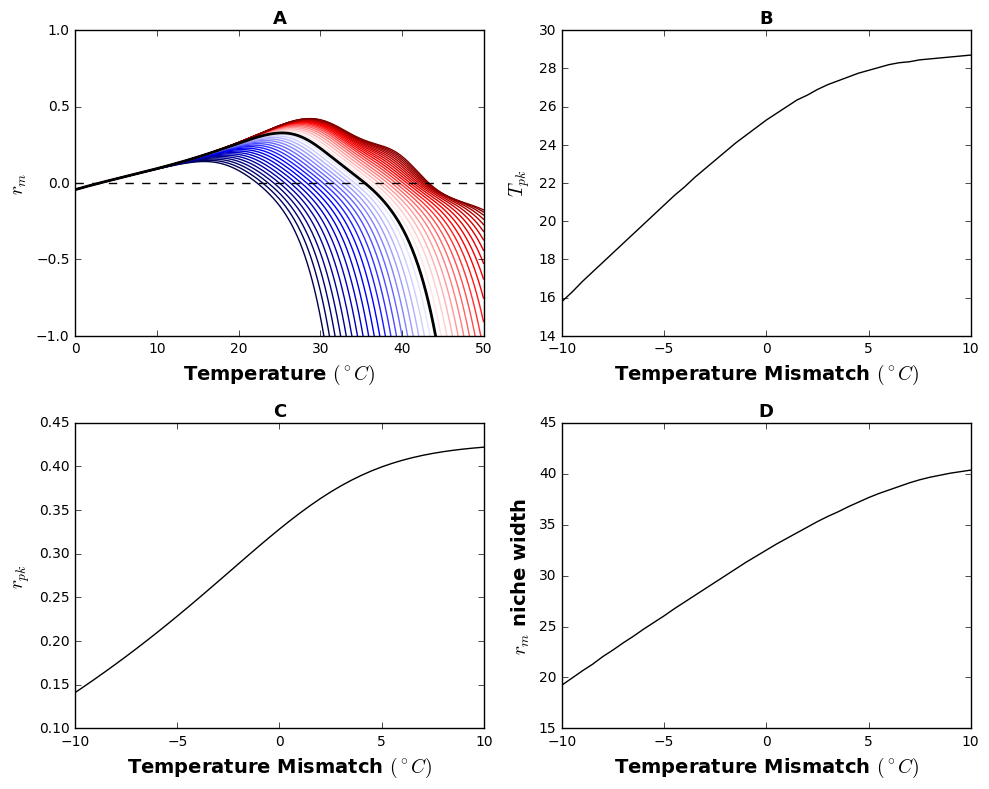 A
1.0
0.5
0.0
−0.5
−1.0
r_m
0 10 20 30 40 50
Temperature (°C)
B
30
28
26
24
22
20
18
16
14
T_pk
−10 −5 0 5 10
Temperature Mismatch (°C)
C
0.45
0.40
0.35
0.30
0.25
0.20
0.15
0.10
r_pk
−10 −5 0 5 10
Temperature Mismatch (°C)
D
45
40
35
30
25
20
15
r_m niche width
−10 −5 0 5 10
Temperature Mismatch (°C)